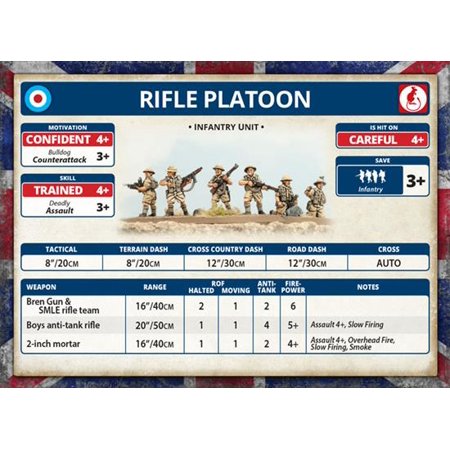 RIFLE PLATOON
• INFANTRY UNIT •
MOTIVATION
CONFIDENT 4+
Bulldog
Counterattack 3+
SKILL
TRAINED 4+
Deadly
Assault 3+
IS HIT ON
CAREFUL 4+
SAVE
Infantry 3+
TACTICAL TERRAIN DASH CROSS COUNTRY DASH ROAD DASH CROSS
8"/20CM 8"/20CM 12"/30CM 12"/30CM AUTO
WEAPON RANGE ROF HALTED MOVING ANTI-TANK FIRE-POWER NOTES
Bren Gun &
SMLE rifle team 16"/40CM 2 1 2 6
Boys anti-tank rifle 20"/50CM 1 1 4 5+ Assault 4+, Slow Firing
2-inch mortar 16"/40CM 1 1 2 4+ Assault 4+, Overhead Fire,
Slow Firing, Smoke